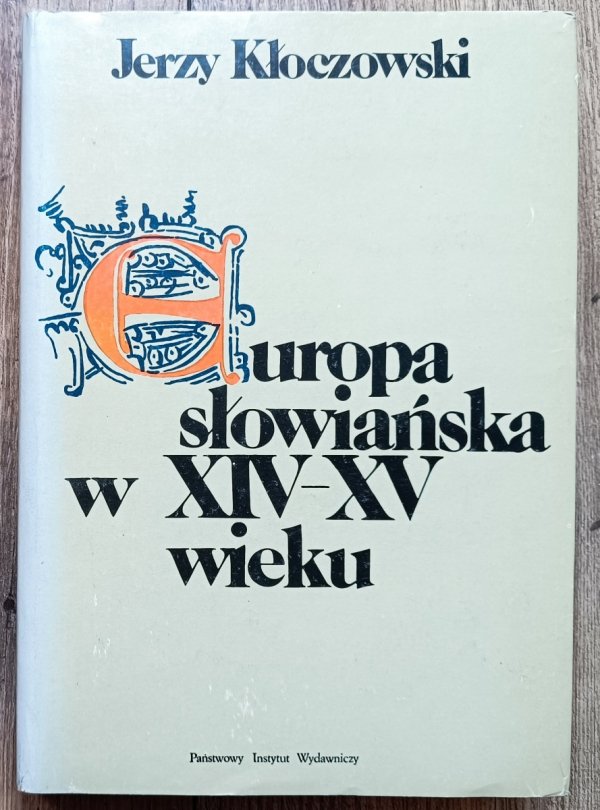 Jerzy Kłoczowski
Europa
słowiańska
w XIV–XV
wieku
Państwowy Instytut Wydawniczy